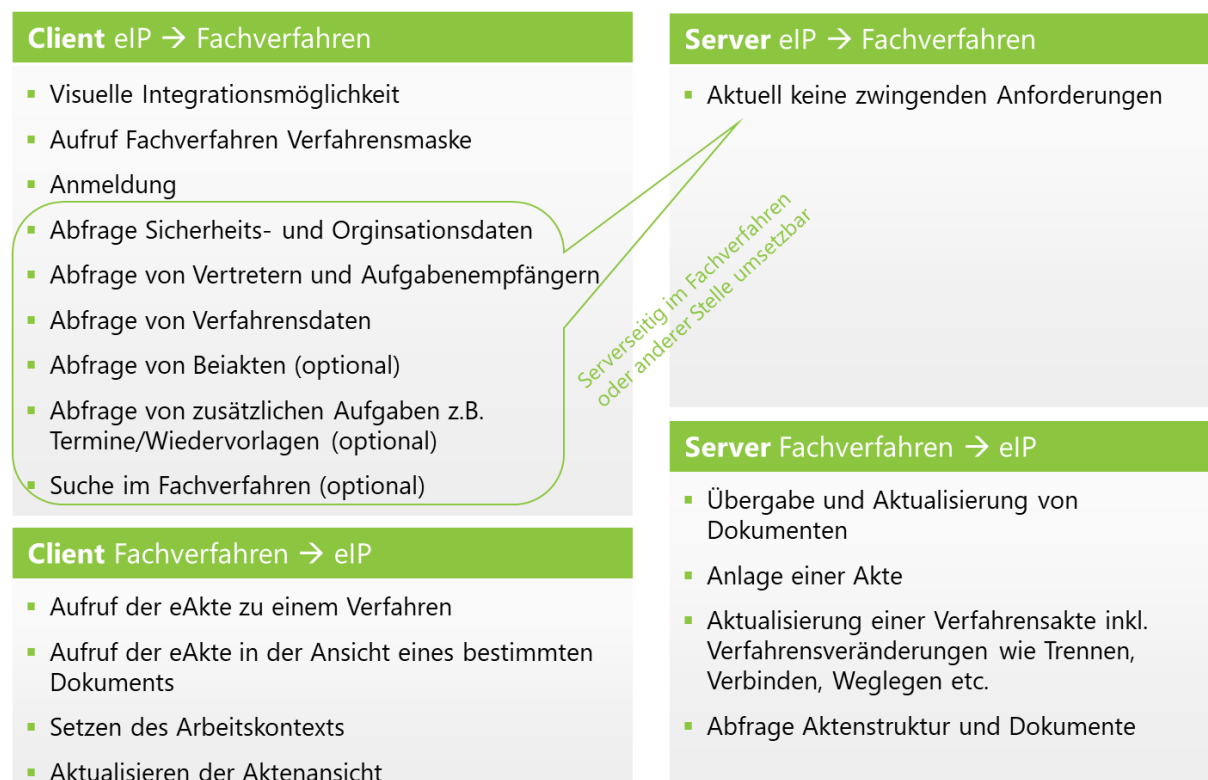 Client eIP → Fachverfahren
Visuelle Integrationsmöglichkeit
Aufruf Fachverfahren Verfahrensmaske
Anmeldung
Abfrage Sicherheits- und Orginsationsdaten
Abfrage von Vertretern und Aufgabenempfängern
Abfrage von Verfahrensdaten
Abfrage von Beiakten (optional)
Abfrage von zusätzlichen Aufgaben z.B.
Termine/Wiedervorlagen (optional)
Suche im Fachverfahren (optional)
Server eIP → Fachverfahren
Aktuell keine zwingenden Anforderungen
Serverseitig im Fachverfahren
oder anderer Stelle umsetzbar
Client Fachverfahren → eIP
Aufruf der eAkte zu einem Verfahren
Aufruf der eAkte in der Ansicht eines bestimmten
Dokuments
Setzen des Arbeitskontexts
Aktualisieren der Aktenansicht
Server Fachverfahren → eIP
Übergabe und Aktualisierung von
Dokumenten
Anlage einer Akte
Aktualisierung einer Verfahrensakte inkl.
Verfahrensveränderungen wie Trennen,
Verbinden, Weglegen etc.
Abfrage Aktenstruktur und Dokumente